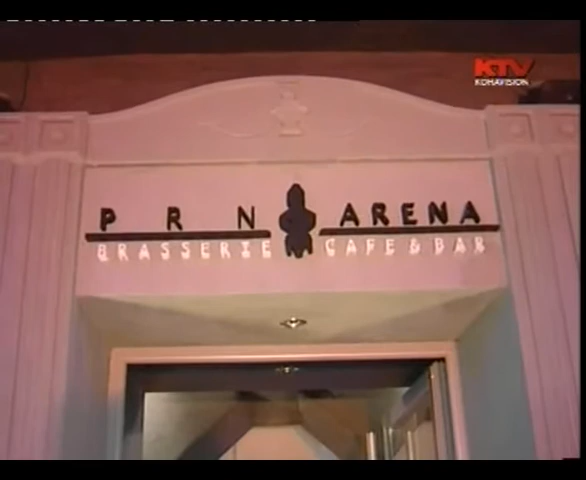 KTV
KOHAVISION
P R N ARENA
BRASSERIE CAFE & BAR